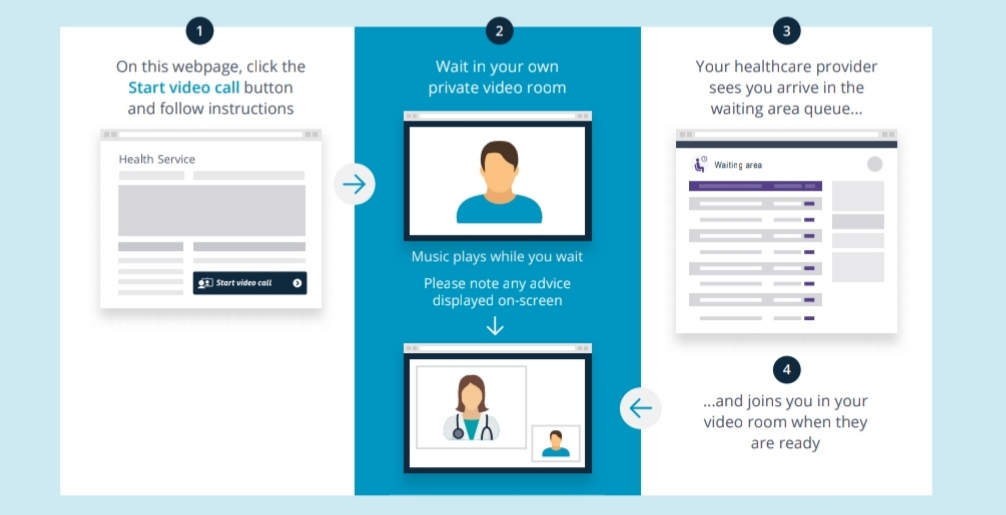 1
On this webpage, click the
Start video call button
and follow instructions
Health Service
Start video call
2
Wait in your own
private video room
Music plays while you wait
Please note any advice
displayed on-screen
3
Your healthcare provider
sees you arrive in the
waiting area queue...
Waiting area
4
...and joins you in your
video room when they
are ready